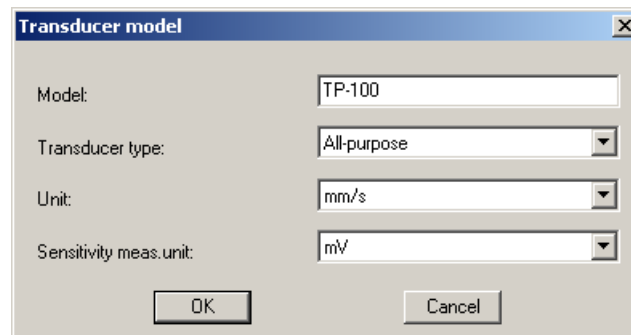 Transducer model
Model: TP-100
Transducer type: All-purpose
Unit: mm/s
Sensitivity meas.unit: mV
OK Cancel